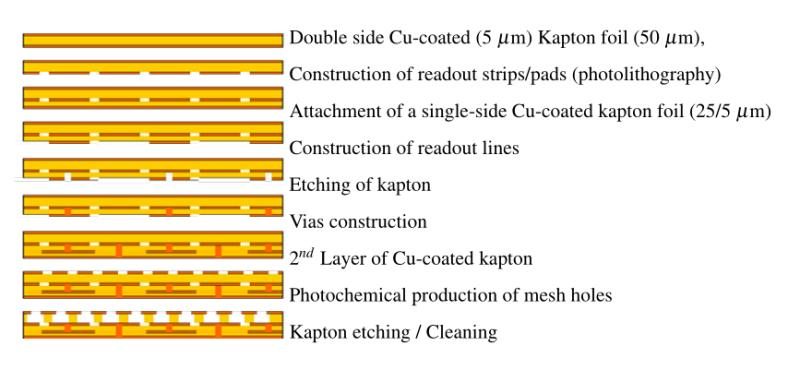 Double side Cu-coated (5 μm) Kapton foil (50 μm),
Construction of readout strips/pads (photolithography)
Attachment of a single-side Cu-coated kapton foil (25/5 μm)
Construction of readout lines
Etching of kapton
Vias construction
2nd Layer of Cu-coated kapton
Photochemical production of mesh holes
Kapton etching / Cleaning